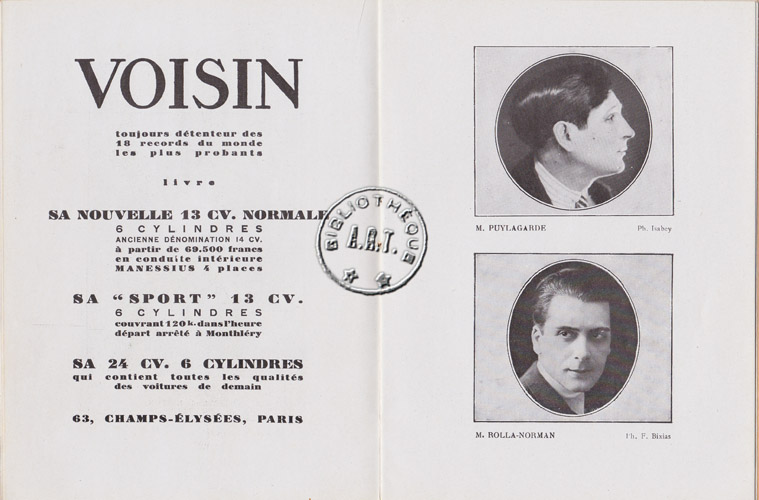 VOISIN
toujours détenteur des
18 records du monde
les plus probants
livre
SA NOUVELLE 13 CV. NORMALE
6 CYLINDRES
ANCIENNE DÉNOMINATION 14 CV.
à partir de 69.500 francs
en conduite intérieure
MANESSIUS 4 places
SA “SPORT” 13 CV.
6 CYLINDRES
couvrant 120k. dans l'heure
départ arrêté à Monthléry
SA 24 CV. 6 CYLINDRES
qui contient toutes les qualités
des voitures de demain
63, CHAMPS-ÉLYSÉES, PARIS
BIBLIOTHÈQUE
A.R.T.
M. PUYLAGARDE
Ph. Isabey
M. ROLLA-NORMAN
Ph. F. Bixias